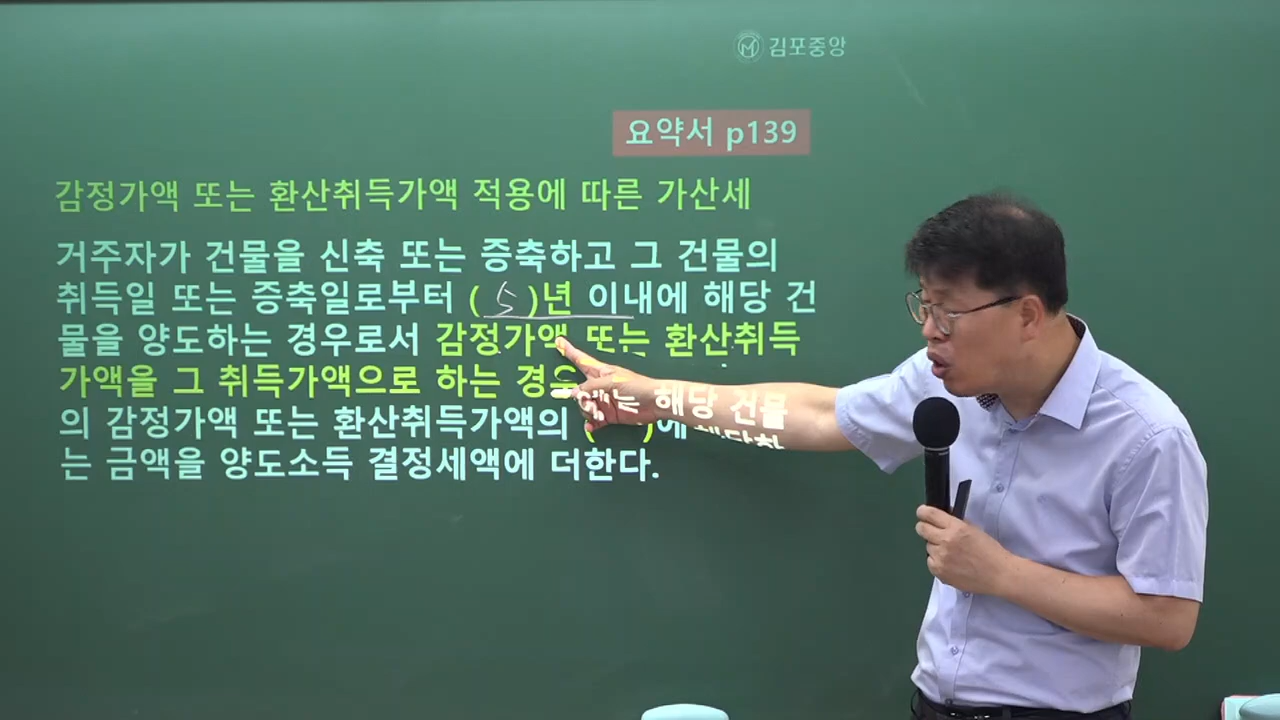 김포중앙
요약서 p139
감정가액 또는 환산취득가액 적용에 따른 가산세
거주자가 건물을 신축 또는 증축하고 그 건물의
취득일 또는 증축일로부터 ( 5 )년 이내에 해당 건
물을 양도하는 경우로서 감정가액 또는 환산취득
가액을 그 취득가액으로 하는 경우에는 해당 건물
의 감정가액 또는 환산취득가액의 ( )에 해당하
는 금액을 양도소득 결정세액에 더한다.